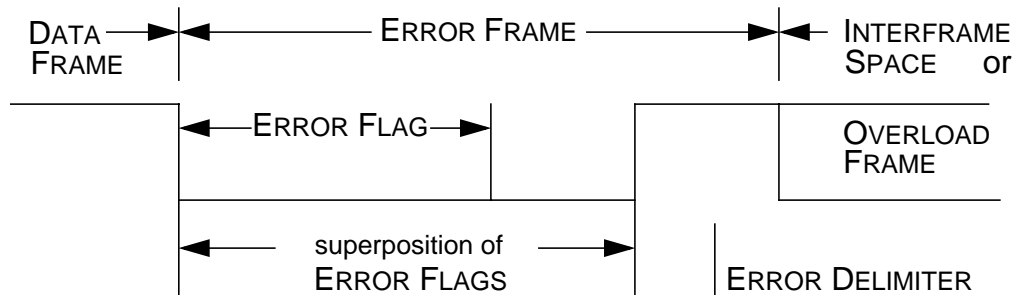 DATA FRAME
ERROR FRAME
INTERFRAME
SPACE or
ERROR FLAG
OVERLOAD
FRAME
superposition of
ERROR FLAGS
ERROR DELIMITER